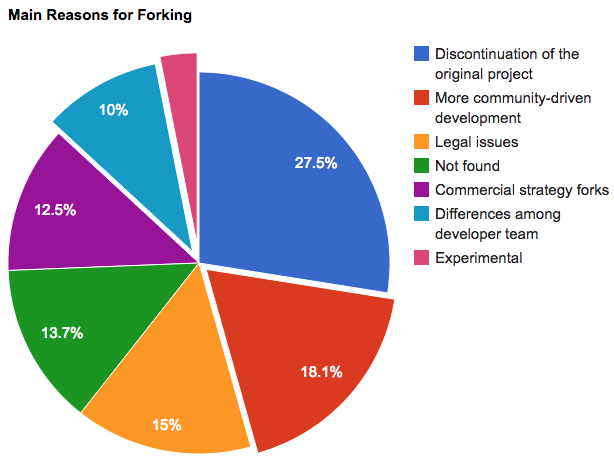 Main Reasons for Forking
Discontinuation of the
original project
More community-driven
development
Legal issues
Not found
Commercial strategy forks
Differences among
developer team
Experimental
27.5%
18.1%
15%
13.7%
12.5%
10%